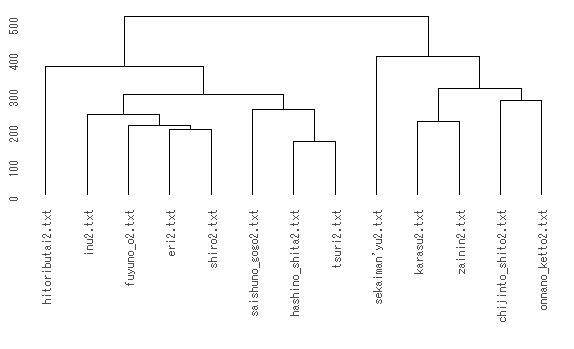 500
400
300
200
100
0
hitoributai2.txt
inu2.txt
fuyuno_o2.txt
eri2.txt
shiro2.txt
saishuno_gogo2.txt
hashino_shita2.txt
tsuri2.txt
sekaiman'yu2.txt
karasu2.txt
zainin2.txt
chijinto_shito2.txt
onnano_ketto2.txt